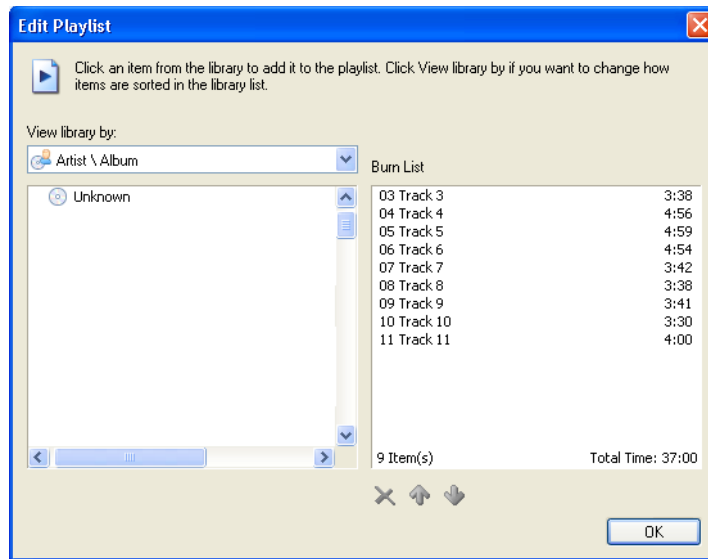 Edit Playlist
Click an item from the library to add it to the playlist. Click View library by if you want to change how
items are sorted in the library list.
View library by:
Artist \ Album
Unknown
Burn List
03 Track 3 3:38
04 Track 4 4:56
05 Track 5 4:59
06 Track 6 4:54
07 Track 7 3:42
08 Track 8 3:38
09 Track 9 3:41
10 Track 10 3:30
11 Track 11 4:00
9 Item(s) Total Time: 37:00
OK